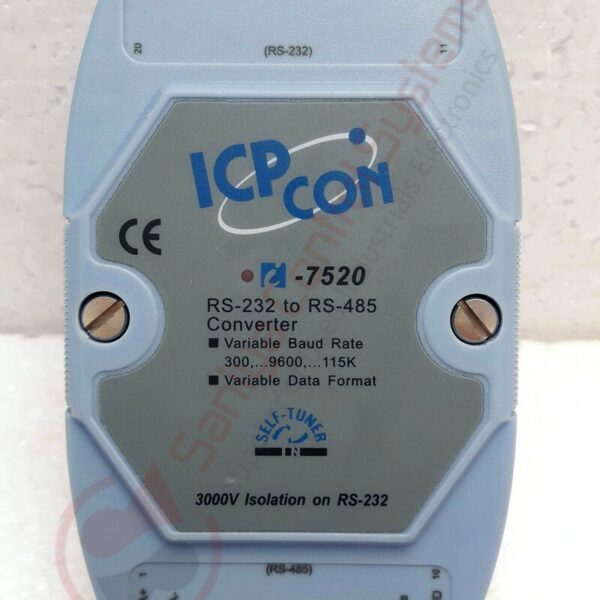 20 (RS-232) 11
ICP CON
CE
-7520
RS-232 to RS-485
Converter
■ Variable Baud Rate
300,...9600,...115K
■ Variable Data Format
SELF-TUNER
IN
3000V Isolation on RS-232
1 (RS-485) 10